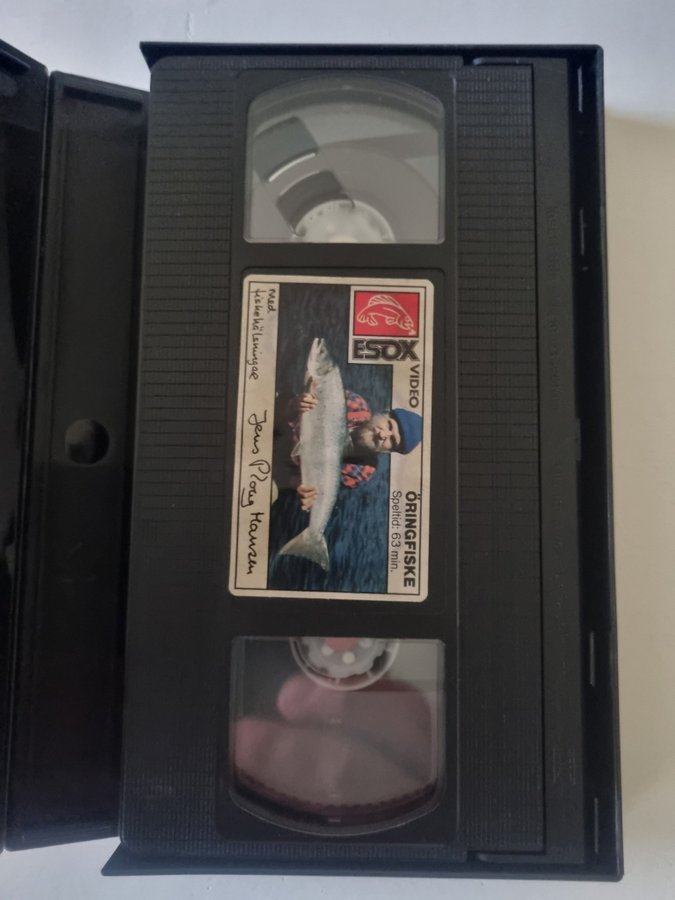 ESOX
VIDEO
ÖRINGFISKE
Speltid: 63 min.
med
fiskehälsningar
Jens Ploug Hansen